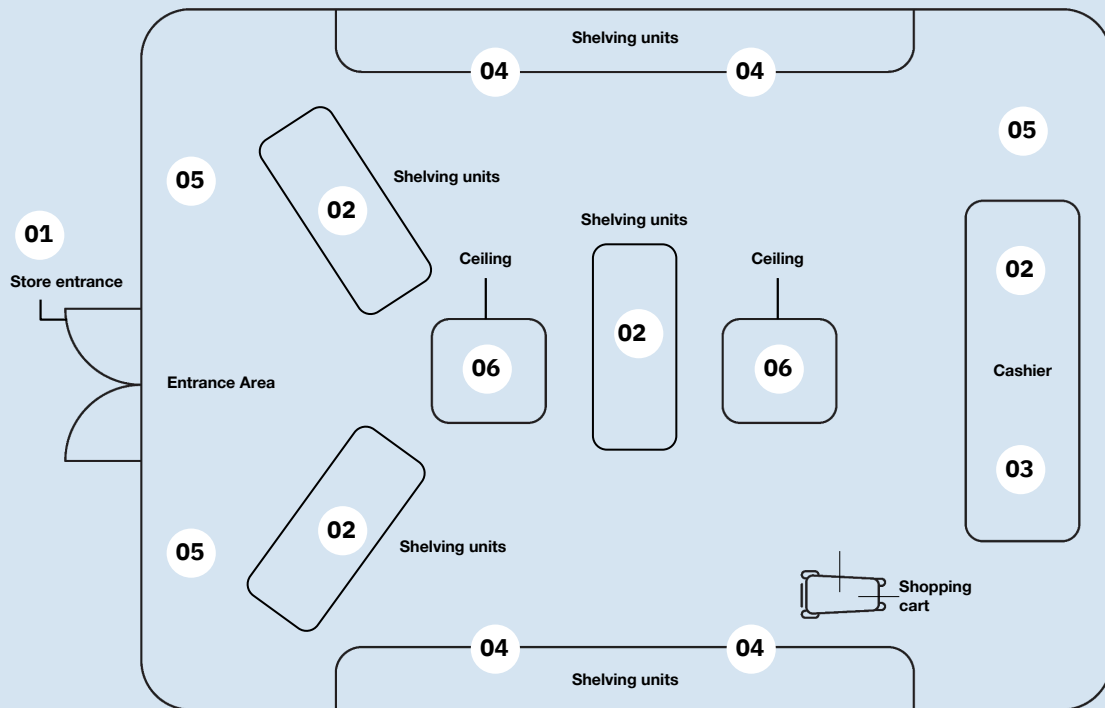 Shelving units
04
04
05
05
Shelving units
02
01
Shelving units
Store entrance
Ceiling
Ceiling
02
02
06
06
Entrance Area
Cashier
03
02
Shelving units
05
Shopping
cart
04
04
Shelving units